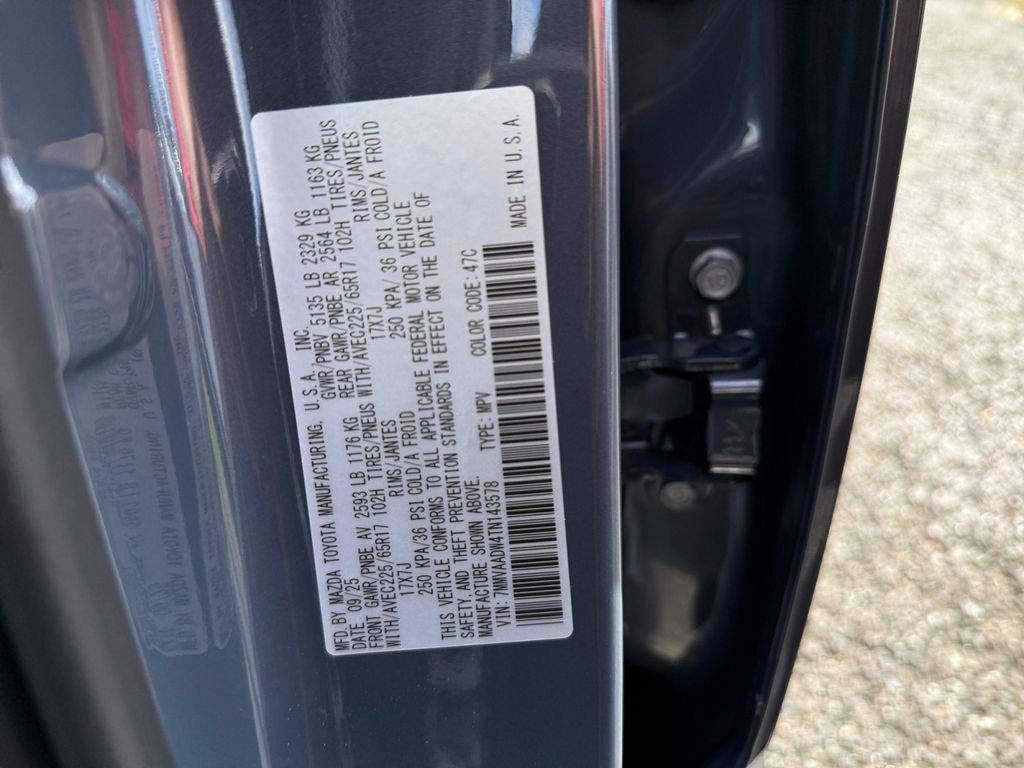 MFD.BY MAZDA TOYOTA MANUFACTURING, U.S.A. INC.
DATE 09/25 GVWR/PNBV 5135 LB 2329 KG
FRONT GAWR/PNBE AV 2593 LB 1176 KG REAR GAWR/PNBE AR 2564 LB 1163 KG
WITH/AVEC225/65R17 102H TIRES/PNEUS WITH/AVEC225/65R17 102H TIRES/PNEUS
17X7J RIMS/JANTES 17X7J RIMS/JANTES
250 KPA/36 PSI COLD/A FROID 250 KPA/36 PSI COLD/A FROID
THIS VEHICLE CONFORMS TO ALL APPLICABLE FEDERAL MOTOR VEHICLE
SAFETY, AND THEFT PREVENTION STANDARDS IN EFFECT ON THE DATE OF
MANUFACTURE SHOWN ABOVE.
VIN: 7MMVAADW41N143578 TYPE: MPV COLOR CODE: 47C
MADE IN U.S.A.